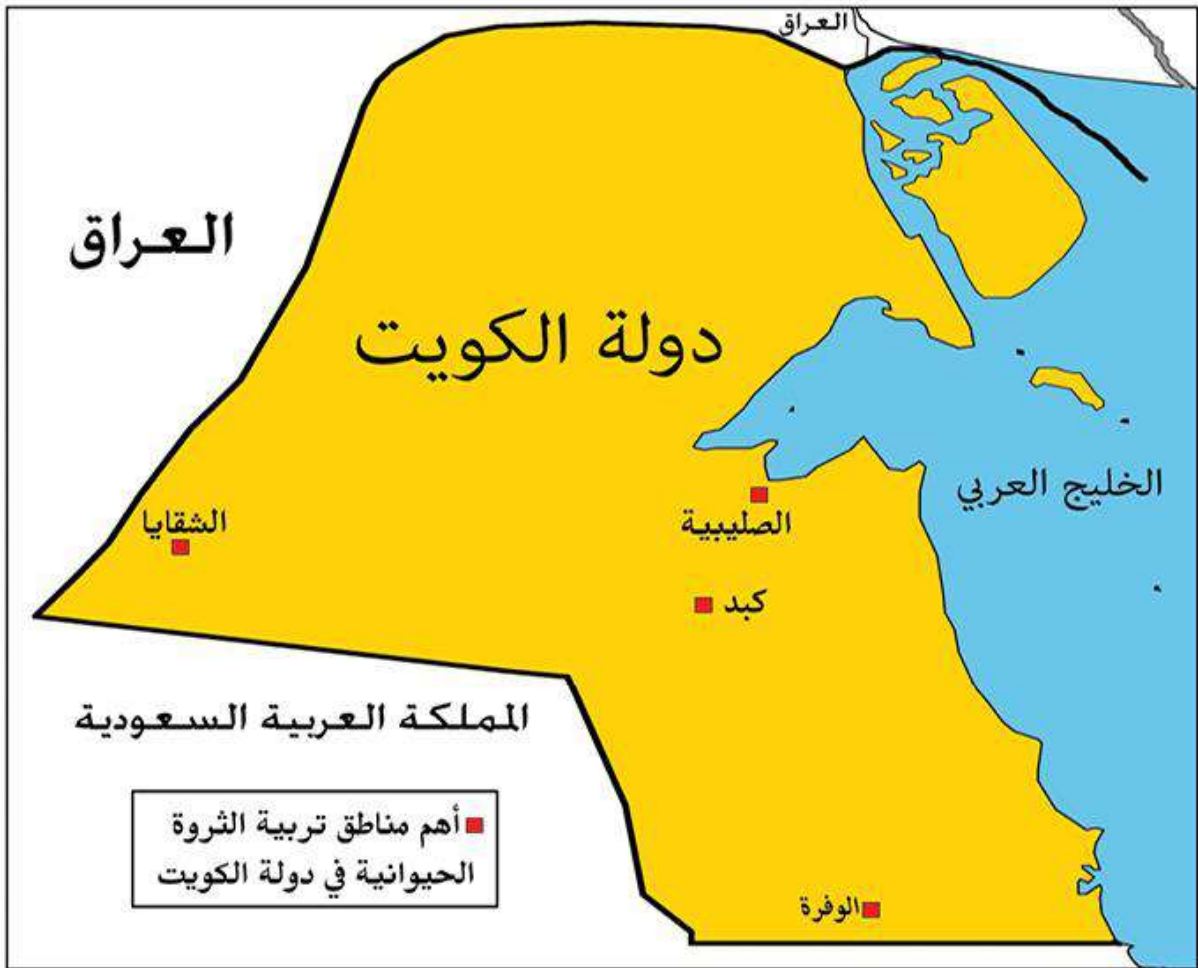 العراق
العراق
دولة الكويت
الخليج العربي
الصليبية
الشقايا
كبد
المملكة العربية السعودية
أهم مناطق تربية الثروة
الحيوانية في دولة الكويت
الوفرة